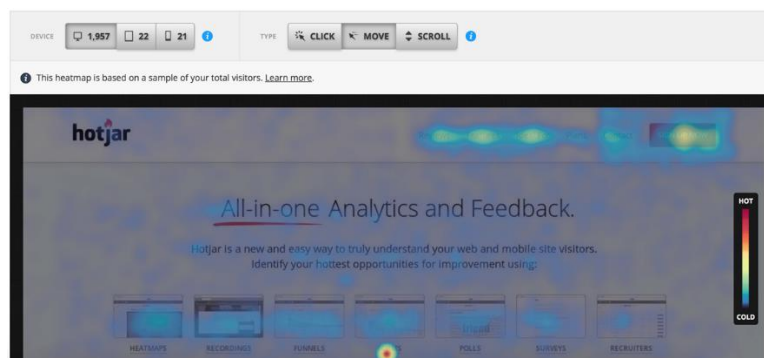 DEVICE 1,957 22 21 TYPE CLICK MOVE SCROLL
This heatmap is based on a sample of your total visitors. Learn more.
hotjar
All-in-one Analytics and Feedback.
HOT
Hotjar is a new and easy way to truly understand your web and mobile site visitors.
Identify your hottest opportunities for improvement using:
COLD
HEATMAPS RECORDINGS FUNNELS POLLS SURVEYS RECRUITERS